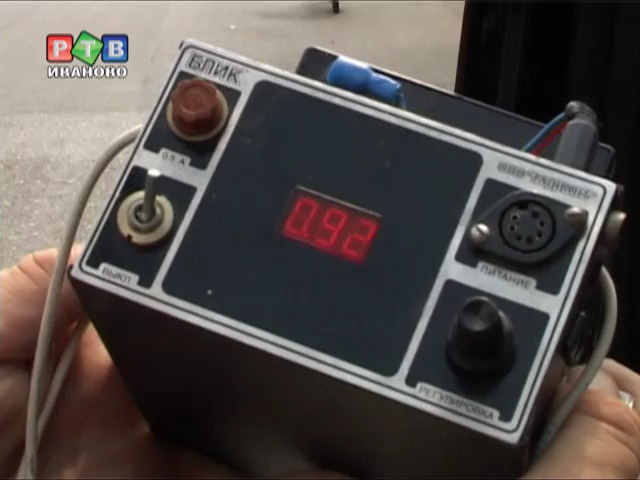 РТВ
ИВАНОВО
БЛИК
0,5 А
ВЫКЛ
0.92
ПИТАНИЕ
РЕГУЛИРОВКА